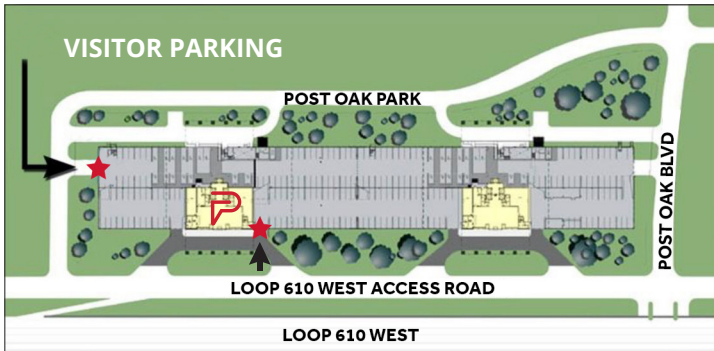 VISITOR PARKING
POST OAK PARK
POST OAK BLVD
P
LOOP 610 WEST ACCESS ROAD
LOOP 610 WEST